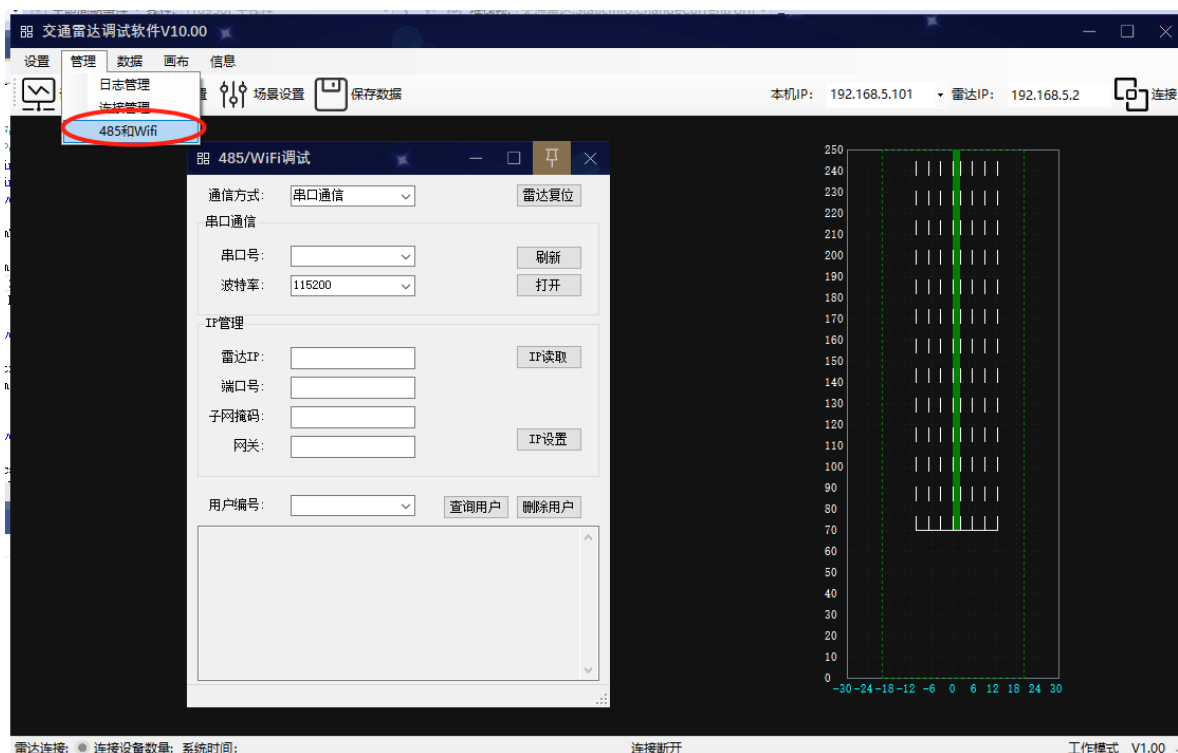 交通雷达调试软件V10.00
设置 管理 数据 画布 信息
日志管理
连接管理
485和Wifi
场景设置 保存数据
本机IP: 192.168.5.101 雷达IP: 192.168.5.2 连接
485/WiFi调试
通信方式: 串口通信 雷达复位
串口通信
串口号: 刷新
波特率: 115200 打开
IP管理
雷达IP: IP读取
端口号:
子网掩码:
网关: IP设置
用户编号: 查询用户 删除用户
250
240
230
220
210
200
190
180
170
160
150
140
130
120
110
100
90
80
70
60
50
40
30
20
10
0
-30 -24 -18 -12 -6 0 6 12 18 24 30
雷达连接: 连接设备数量: 系统时间: 连接断开 工作模式 V1.00